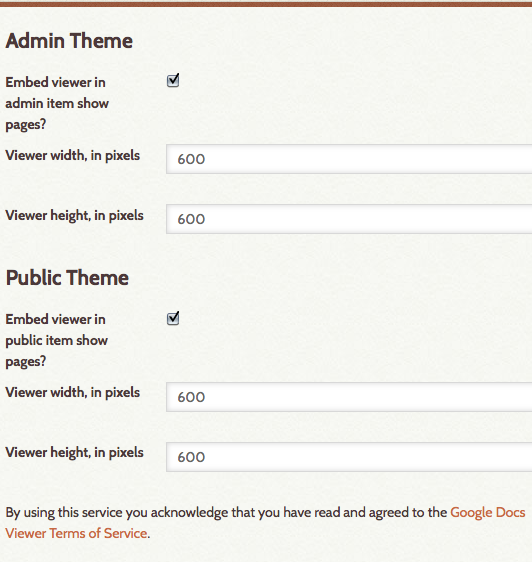 Admin Theme
Embed viewer in
admin item show
pages?
Viewer width, in pixels
600
Viewer height, in pixels
600
Public Theme
Embed viewer in
public item show
pages?
Viewer width, in pixels
600
Viewer height, in pixels
600
By using this service you acknowledge that you have read and agreed to the Google Docs
Viewer Terms of Service.